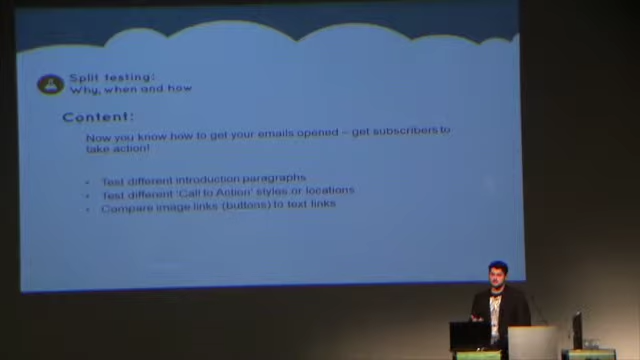 Split testing:
Why, when and how
Content:
Now you know how to get your emails opened – get subscribers to
take action!
• Test different introduction paragraphs
• Test different 'Call to Action' styles or locations
• Compare image links (buttons) to text links